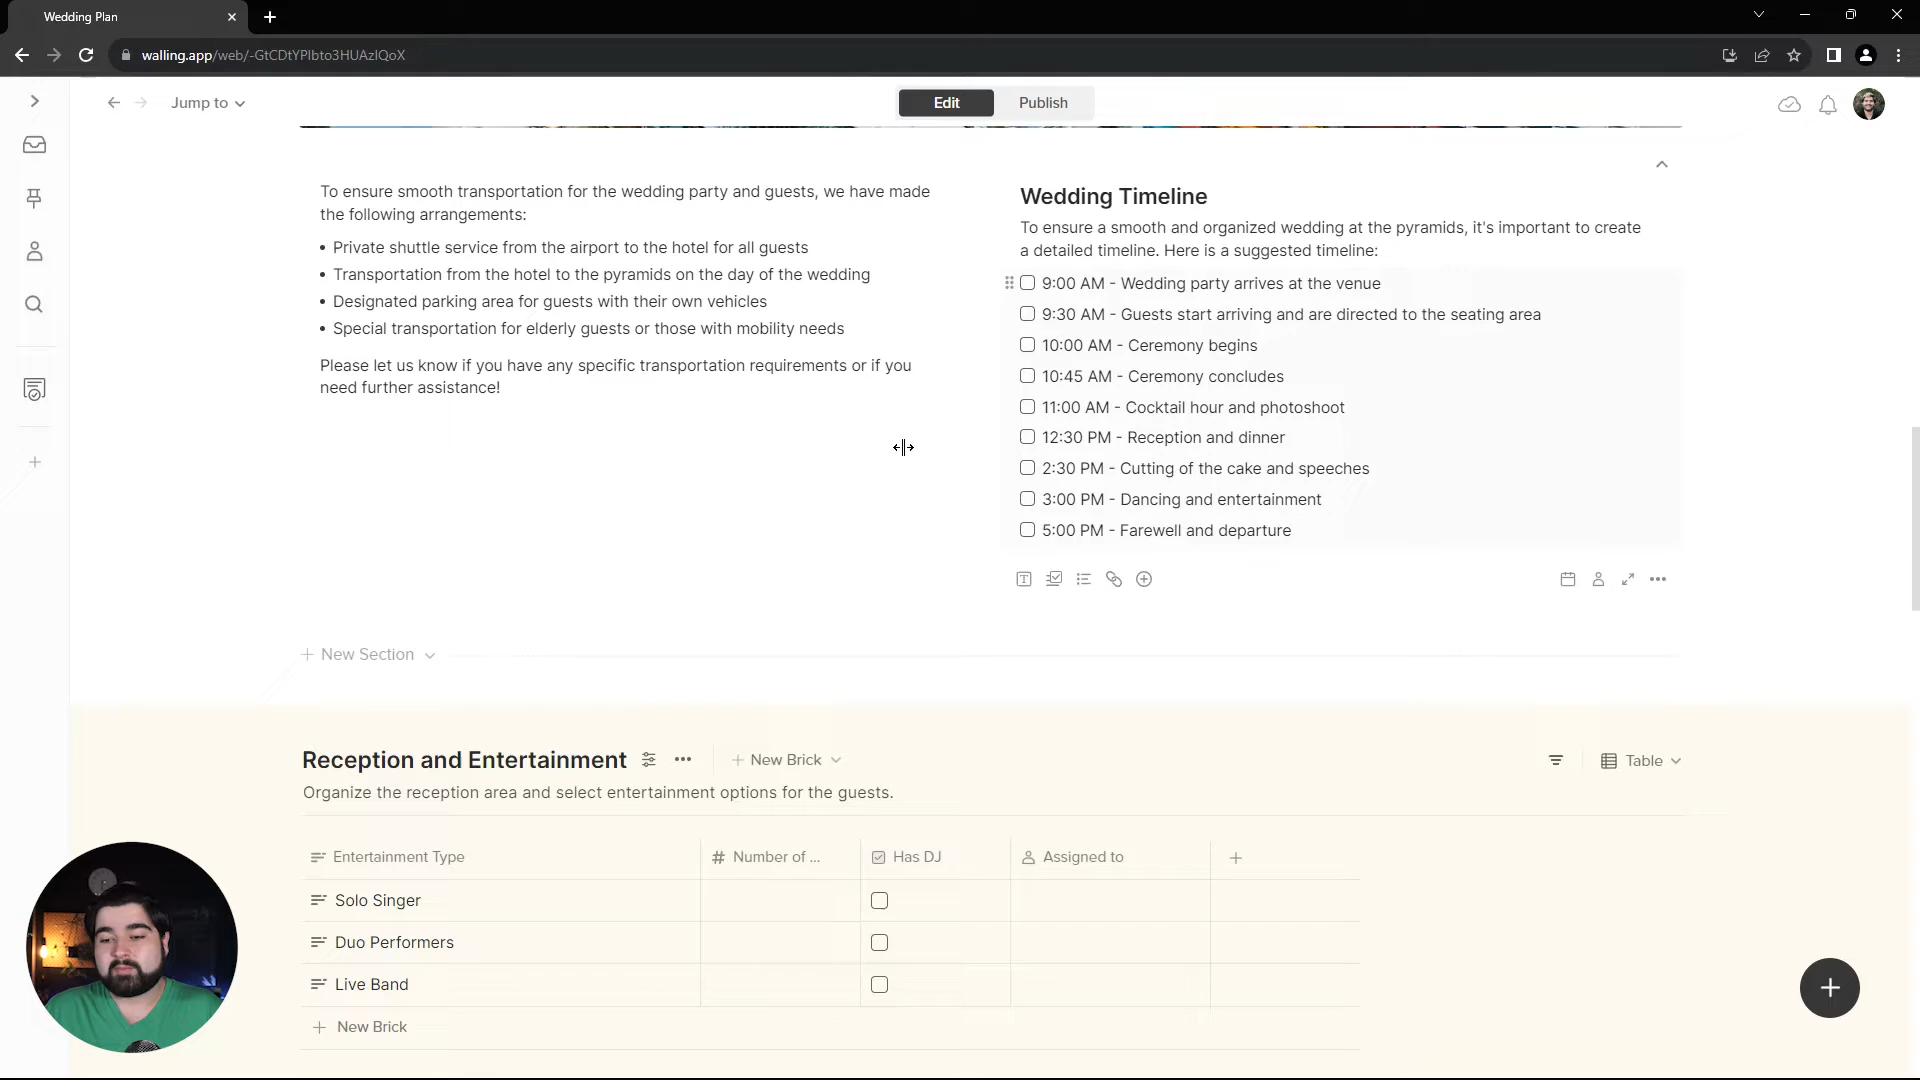 Wedding Plan
walling.app/web/-GtCDtYPlbto3HUAzlQoX
Jump to
Edit
Publish
To ensure smooth transportation for the wedding party and guests, we have made
the following arrangements:
• Private shuttle service from the airport to the hotel for all guests
• Transportation from the hotel to the pyramids on the day of the wedding
• Designated parking area for guests with their own vehicles
• Special transportation for elderly guests or those with mobility needs
Please let us know if you have any specific transportation requirements or if you
need further assistance!
Wedding Timeline
To ensure a smooth and organized wedding at the pyramids, it's important to create
a detailed timeline. Here is a suggested timeline:
9:00 AM - Wedding party arrives at the venue
9:30 AM - Guests start arriving and are directed to the seating area
10:00 AM - Ceremony begins
10:45 AM - Ceremony concludes
11:00 AM - Cocktail hour and photoshoot
12:30 PM - Reception and dinner
2:30 PM - Cutting of the cake and speeches
3:00 PM - Dancing and entertainment
5:00 PM - Farewell and departure
+ New Section
Reception and Entertainment
+ New Brick
Table
Organize the reception area and select entertainment options for the guests.
Entertainment Type
# Number of ...
Has DJ
Assigned to
+
Solo Singer
Duo Performers
Live Band
+ New Brick